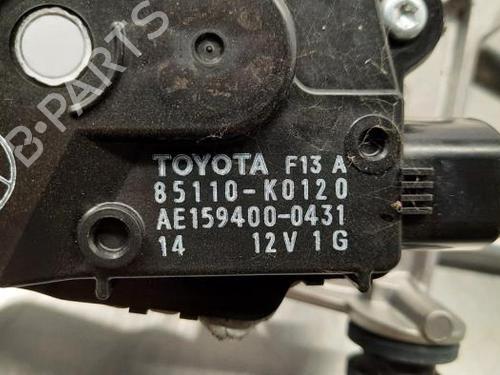 B-PARTS
TOYOTA F13 A
85110-K0120
AE159400-0431
14 12V 1G